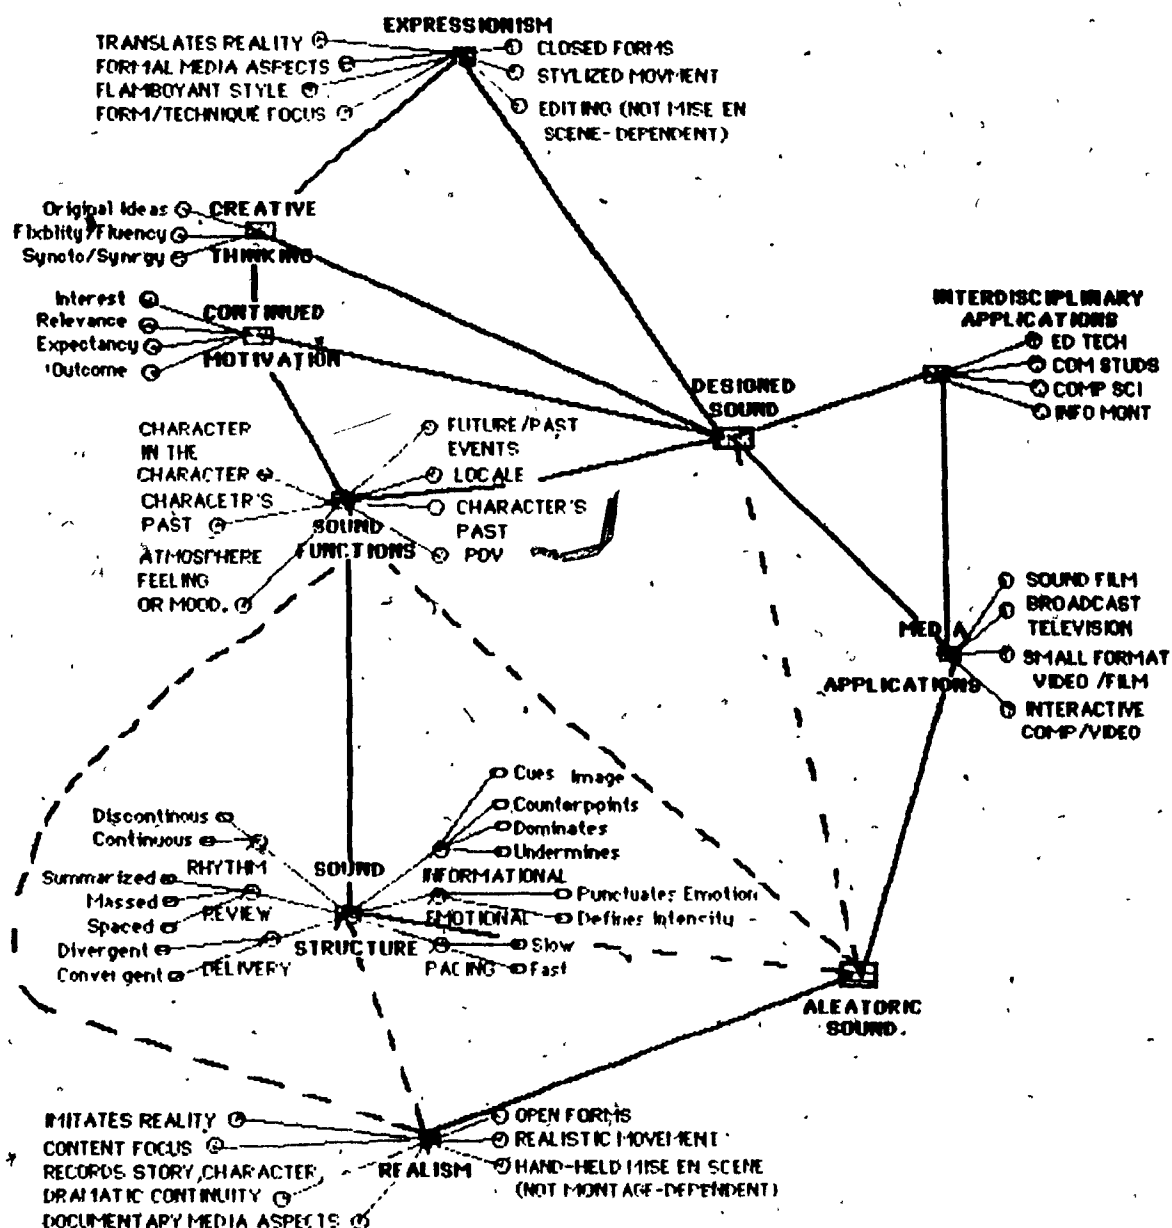 EXPRESSIONISM
TRANSLATES REALITY
FORMAL MEDIA ASPECTS
FLAMBOYANT STYLE
FORM/TECHNIQUE FOCUS
CLOSED FORMS
STYLIZED MOVMENT
EDITING (NOT MISE EN
SCENE-DEPENDENT)
Original Ideas
Flxblity/Fluency
Syncto/Synrgy
CREATIVE
THINKING
Interest
Relevance
Expectancy
Outcome
CONTINUED
MOTIVATION
INTERDISCIPLINARY
APPLICATIONS
ED TECH
COM STUDS
COMP SCI
INFO MGNT
DESIGNED
SOUND
CHARACTER
IN THE
CHARACTER
CHARACETR'S
PAST
ATMOSPHERE
FEELING
OR MOOD.
FUTURE/PAST
EVENTS
LOCALE
CHARACTER'S
PAST
POV
SOUND
FUNCTIONS
MEDIA
APPLICATIONS
SOUND FILM
BROADCAST
TELEVISION
SMALL FORMAT
VIDEO /FILM
INTERACTIVE
COMP/VIDEO
Discontinous
Continuous
RHYTHM
Summarized
Massed
Spaced
REVIEW
Divergent
Convergent
DELIVERY
SOUND
STRUCTURE
Cues Image
Counterpoints
Dominates
Undermines
INFORMATIONAL
Punctuates Emotion
Defines Intensity
EMOTIONAL
Slow
Fast
PACING
ALEATORIC
SOUND.
IMITATES REALITY
CONTENT FOCUS
RECORDS STORY, CHARACTER,
DRAMATIC CONTINUITY
DOCUMENTARY MEDIA ASPECTS
REALISM
OPEN FORMS
REALISTIC MOVEMENT
HAND-HELD MISE EN SCENE
(NOT MONTAGE-DEPENDENT)